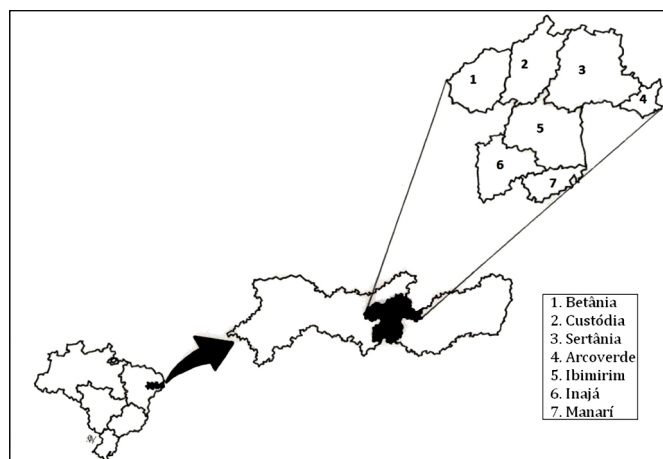 1
2
3
4
5
6
7
1. Betânia
2. Custódia
3. Sertânia
4. Arcoverde
5. Ibimirim
6. Inajá
7. Manarí